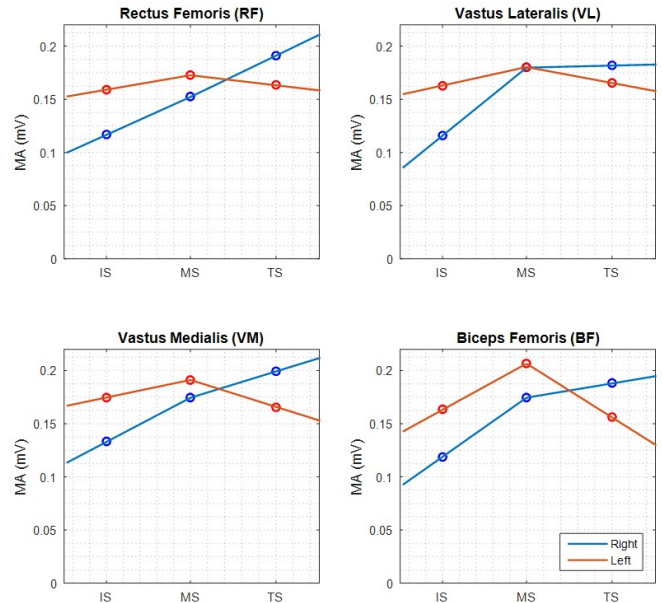 Rectus Femoris (RF)
MA (mV)
0.2
0.15
0.1
0.05
0
IS MS TS
Vastus Lateralis (VL)
MA (mV)
0.2
0.15
0.1
0.05
0
IS MS TS
Vastus Medialis (VM)
MA (mV)
0.2
0.15
0.1
0.05
0
IS MS TS
Biceps Femoris (BF)
MA (mV)
0.2
0.15
0.1
0.05
0
IS MS TS
Right
Left